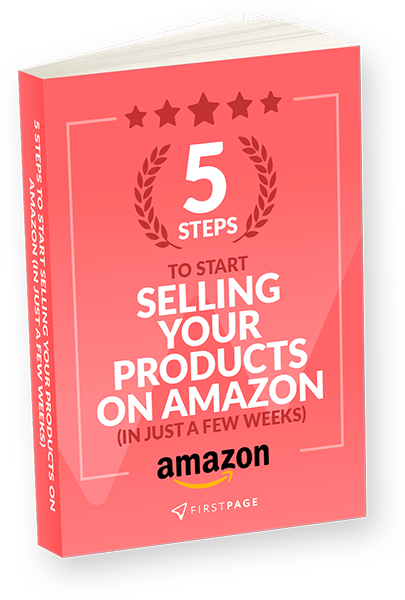 5 STEPS TO START SELLING YOUR PRODUCTS ON
AMAZON (IN JUST A FEW WEEKS)
5
STEPS
TO START
SELLING
YOUR
PRODUCTS
ON AMAZON
(IN JUST A FEW WEEKS)
amazon
FIRSTPAGE